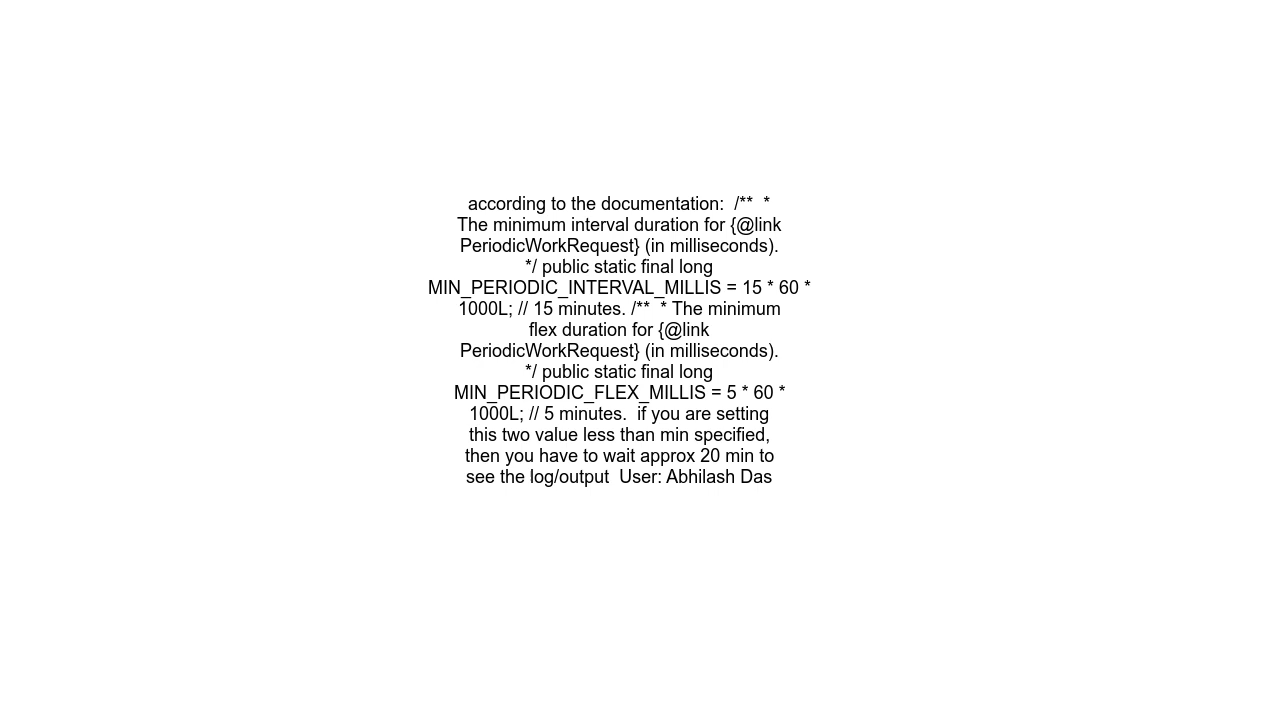 according to the documentation:  /**  *
The minimum interval duration for {@link
PeriodicWorkRequest} (in milliseconds).
*/ public static final long
MIN_PERIODIC_INTERVAL_MILLIS = 15 * 60 *
1000L; // 15 minutes. /**  * The minimum
flex duration for {@link
PeriodicWorkRequest} (in milliseconds).
*/ public static final long
MIN_PERIODIC_FLEX_MILLIS = 5 * 60 *
1000L; // 5 minutes.  if you are setting
this two value less than min specified,
then you have to wait approx 20 min to
see the log/output  User: Abhilash Das